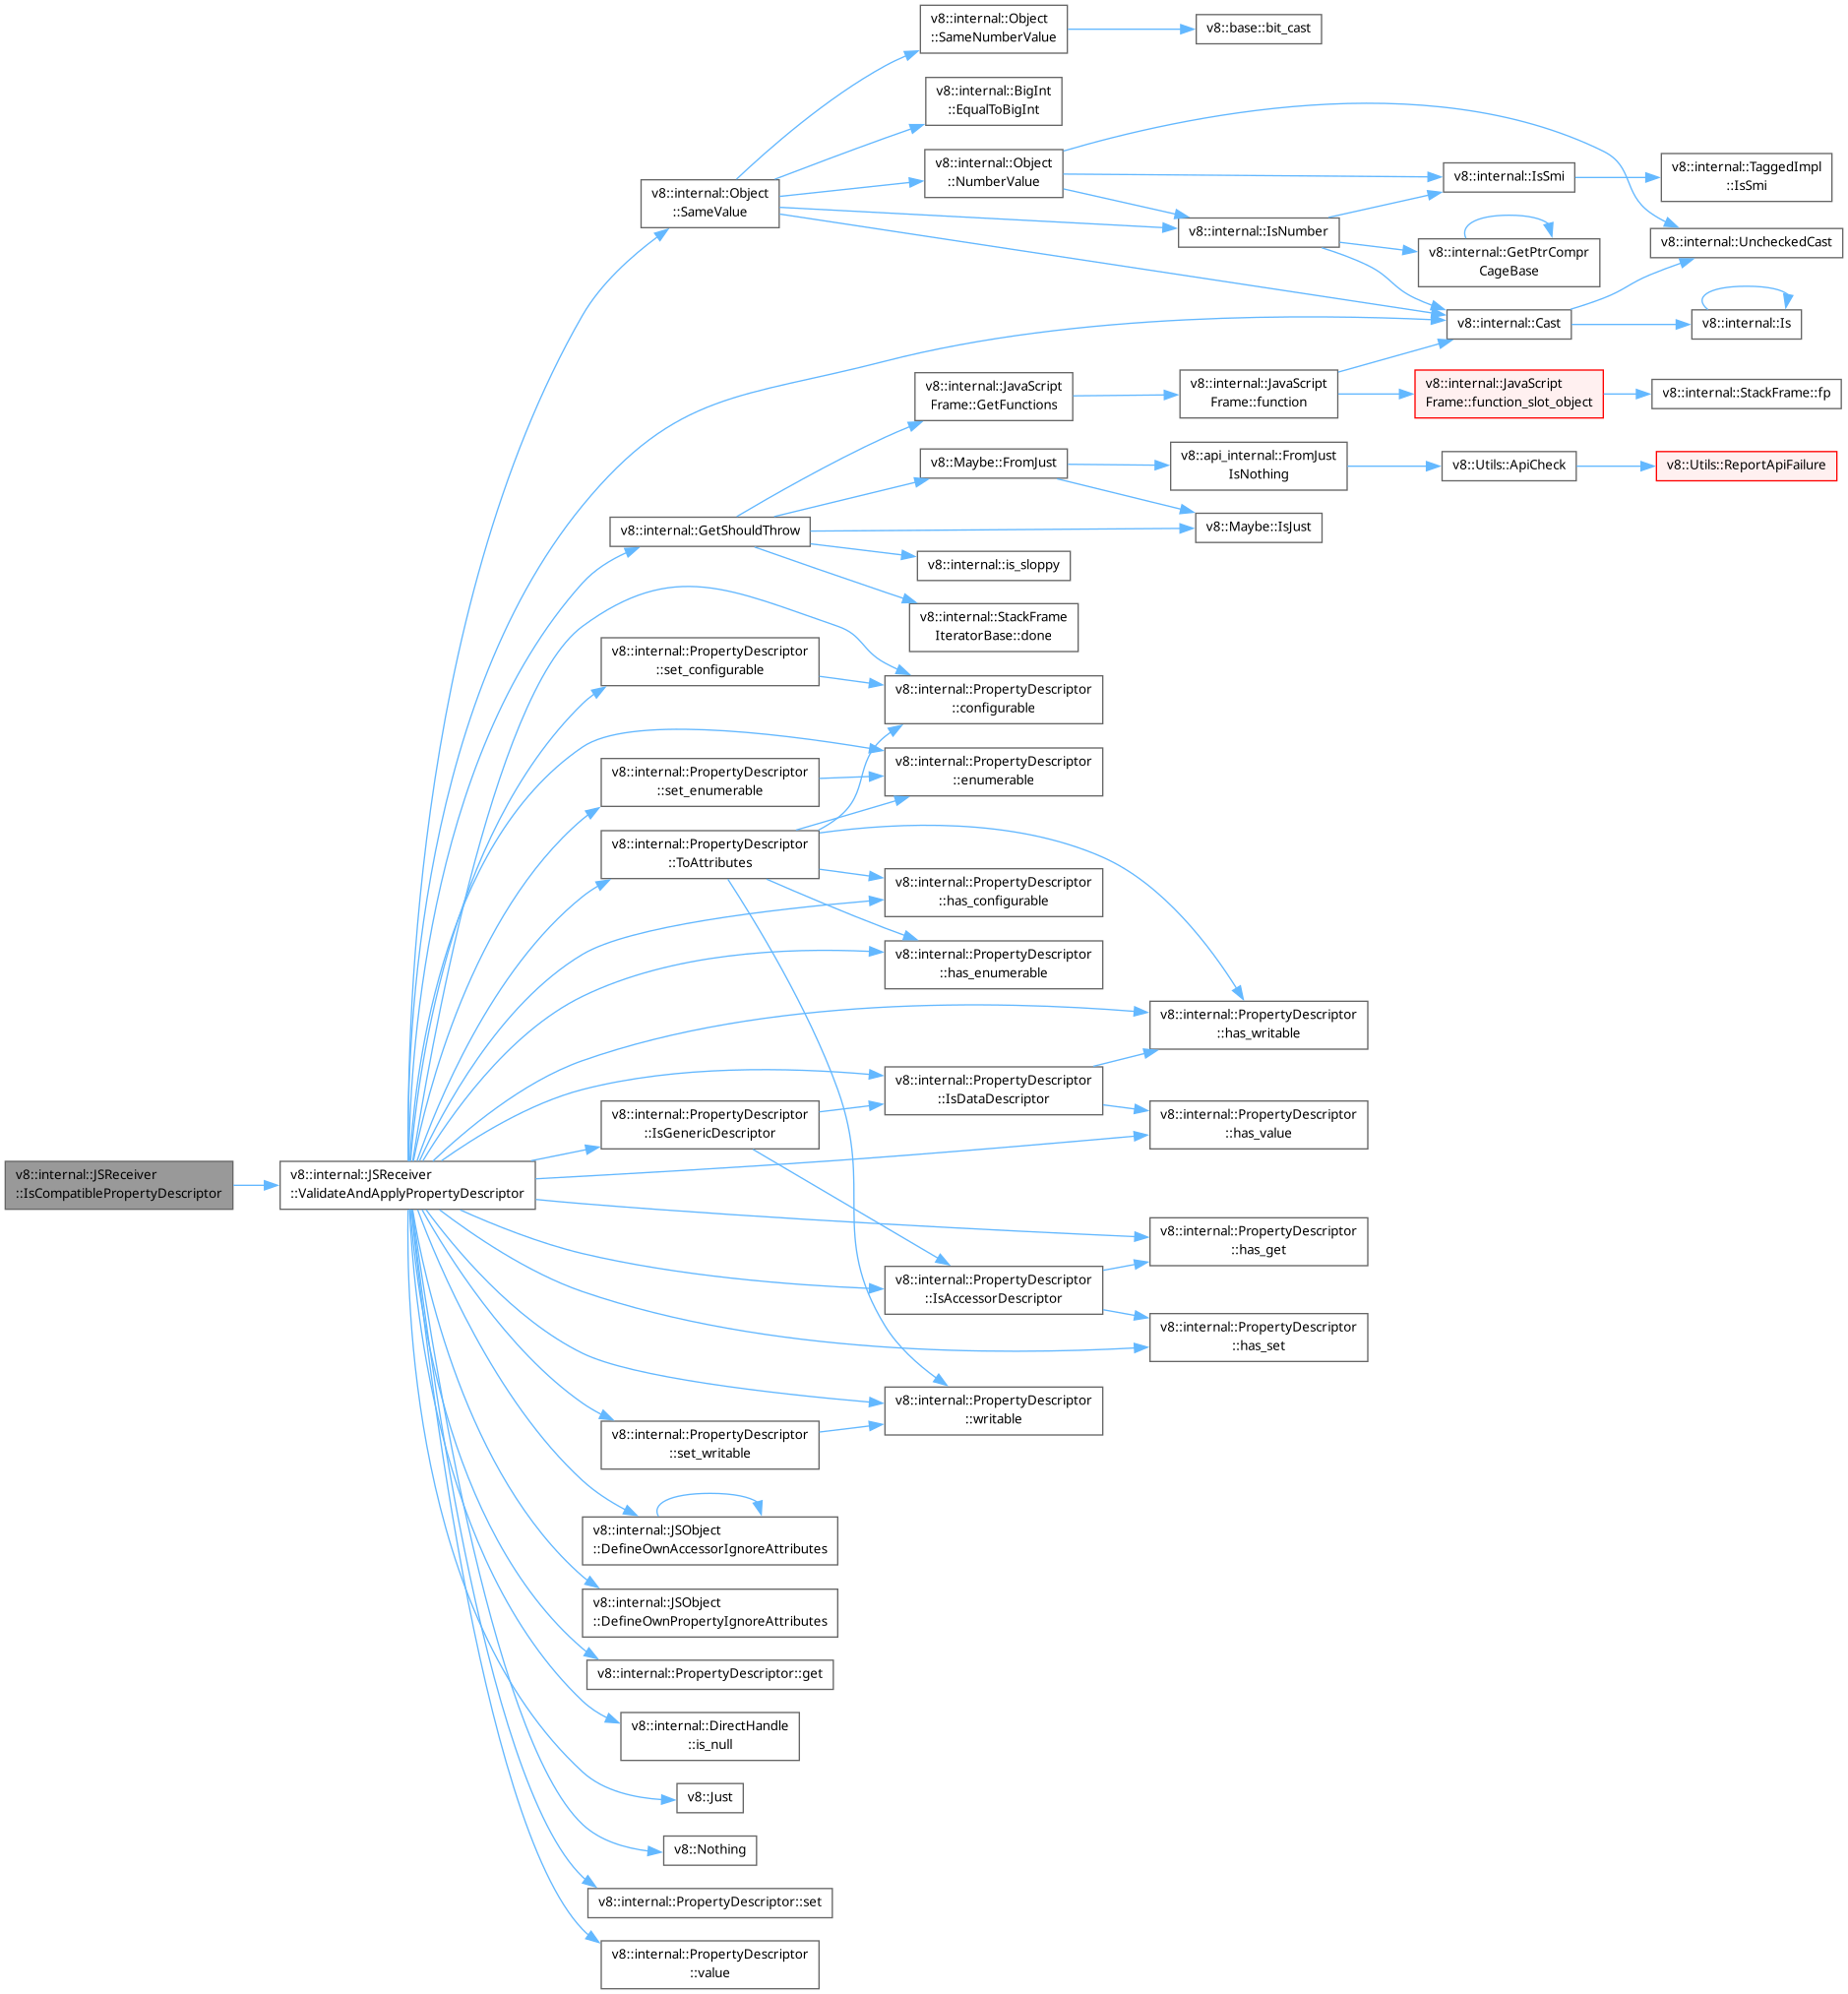 v8::internal::JSReceiver
::IsCompatiblePropertyDescriptor
v8::internal::JSReceiver
::ValidateAndApplyPropertyDescriptor
v8::internal::Object
::SameValue
v8::internal::Object
::SameNumberValue
v8::base::bit_cast
v8::internal::BigInt
::EqualToBigInt
v8::internal::Object
::NumberValue
v8::internal::IsSmi
v8::internal::TaggedImpl
::IsSmi
v8::internal::IsNumber
v8::internal::GetPtrCompr
CageBase
v8::internal::UncheckedCast
v8::internal::Cast
v8::internal::Is
v8::internal::GetShouldThrow
v8::internal::JavaScript
Frame::GetFunctions
v8::internal::JavaScript
Frame::function
v8::internal::JavaScript
Frame::function_slot_object
v8::internal::StackFrame::fp
v8::Maybe::FromJust
v8::api_internal::FromJust
IsNothing
v8::Utils::ApiCheck
v8::Utils::ReportApiFailure
v8::Maybe::IsJust
v8::internal::is_sloppy
v8::internal::StackFrame
IteratorBase::done
v8::internal::PropertyDescriptor
::set_configurable
v8::internal::PropertyDescriptor
::configurable
v8::internal::PropertyDescriptor
::set_enumerable
v8::internal::PropertyDescriptor
::enumerable
v8::internal::PropertyDescriptor
::ToAttributes
v8::internal::PropertyDescriptor
::has_configurable
v8::internal::PropertyDescriptor
::has_enumerable
v8::internal::PropertyDescriptor
::has_writable
v8::internal::PropertyDescriptor
::IsGenericDescriptor
v8::internal::PropertyDescriptor
::IsDataDescriptor
v8::internal::PropertyDescriptor
::has_value
v8::internal::PropertyDescriptor
::has_get
v8::internal::PropertyDescriptor
::IsAccessorDescriptor
v8::internal::PropertyDescriptor
::has_set
v8::internal::PropertyDescriptor
::set_writable
v8::internal::PropertyDescriptor
::writable
v8::internal::JSObject
::DefineOwnAccessorIgnoreAttributes
v8::internal::JSObject
::DefineOwnPropertyIgnoreAttributes
v8::internal::PropertyDescriptor::get
v8::internal::DirectHandle
::is_null
v8::Just
v8::Nothing
v8::internal::PropertyDescriptor::set
v8::internal::PropertyDescriptor
::value